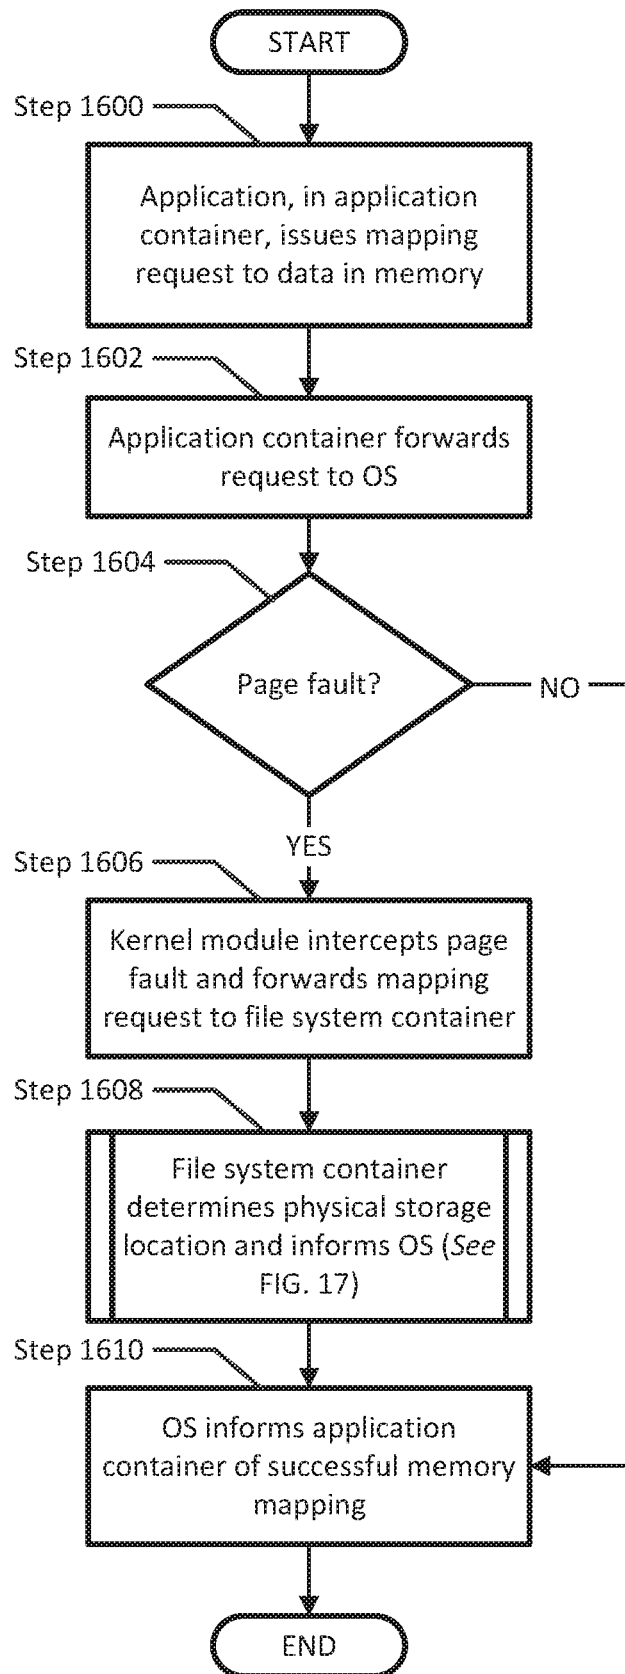 START
Step 1600
Application, in application
container, issues mapping
request to data in memory
Step 1602
Application container forwards
request to OS
Step 1604
Page fault?
NO
YES
Step 1606
Kernel module intercepts page
fault and forwards mapping
request to file system container
Step 1608
File system container
determines physical storage
location and informs OS (See
FIG. 17)
Step 1610
OS informs application
container of successful memory
mapping
END